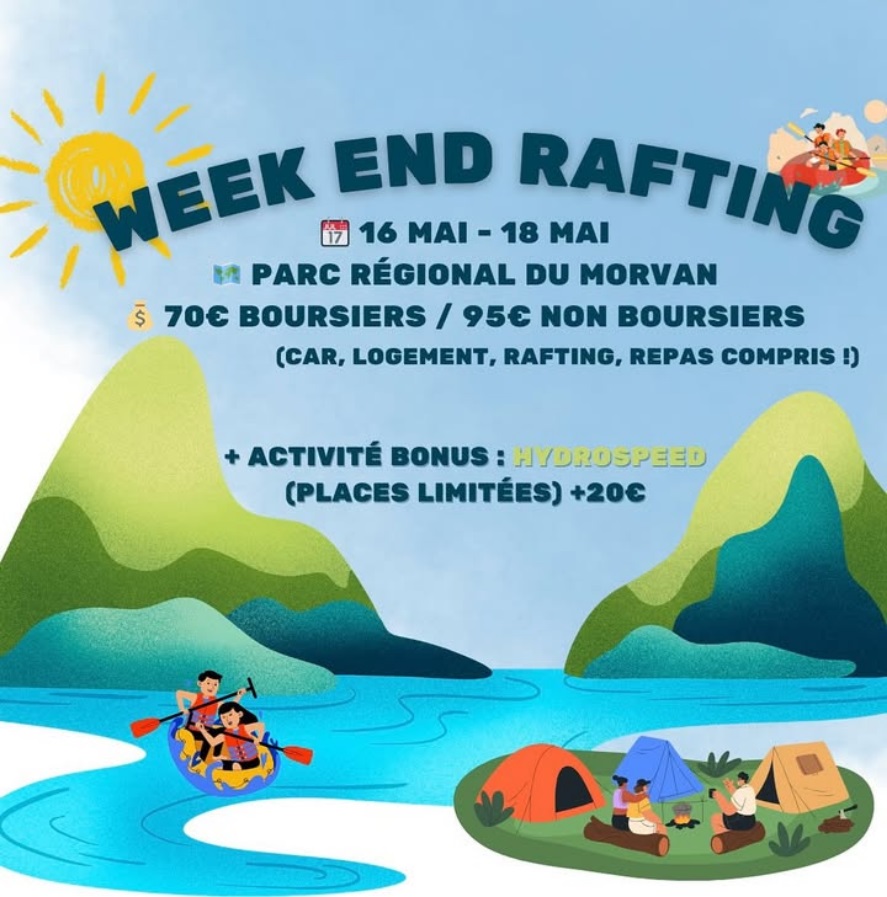 WEEK END RAFTING
16 MAI - 18 MAI
PARC RÉGIONAL DU MORVAN
70€ BOURSIERS / 95€ NON BOURSIERS
(CAR, LOGEMENT, RAFTING, REPAS COMPRIS !)
+ ACTIVITÉ BONUS : HYDROSPEED
(PLACES LIMITÉES) +20€